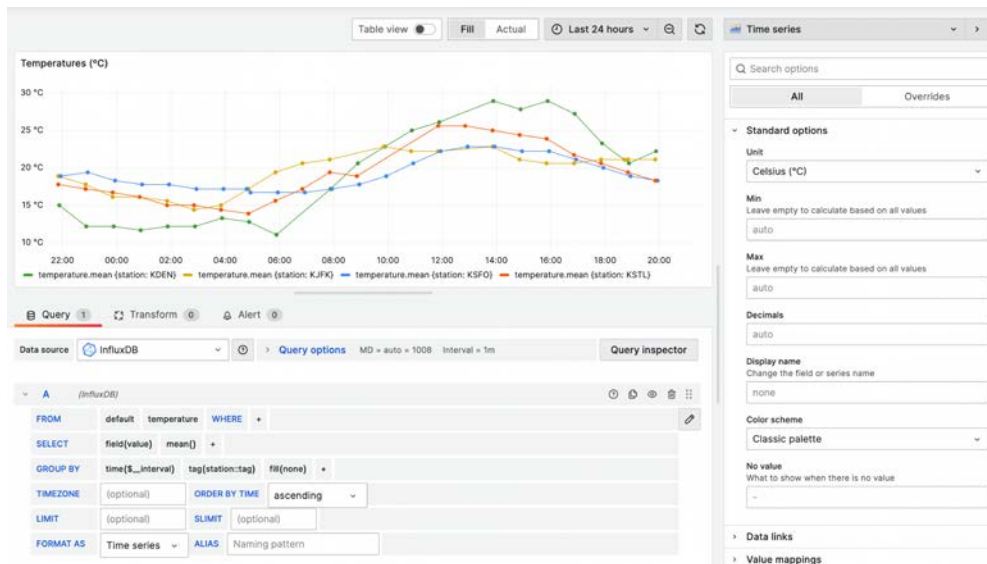 Table view Fill Actual Last 24 hours Time series
Temperatures (°C)
30 °C
25 °C
20 °C
15 °C
10 °C
22:00 00:00 02:00 04:00 06:00 08:00 10:00 12:00 14:00 16:00 18:00 20:00
temperature.mean {station: KDEN} temperature.mean {station: KJFK} temperature.mean {station: KSFO} temperature.mean {station: KSTL}
Query 1 Transform 0 Alert 0
Data source InfluxDB Query options MD = auto = 1008 Interval = 1m Query inspector
A (InfluxDB)
FROM default temperature WHERE +
SELECT field(value) mean() +
GROUP BY time($__interval) tag(station::tag) fill(none) +
TIMEZONE (optional) ORDER BY TIME ascending
LIMIT (optional) SLIMIT (optional)
FORMAT AS Time series ALIAS Naming pattern
Search options
All Overrides
Standard options
Unit
Celsius (°C)
Min
Leave empty to calculate based on all values
auto
Max
Leave empty to calculate based on all values
auto
Decimals
auto
Display name
Change the field or series name
none
Color scheme
Classic palette
No value
What to show when there is no value
-
Data links
Value mappings